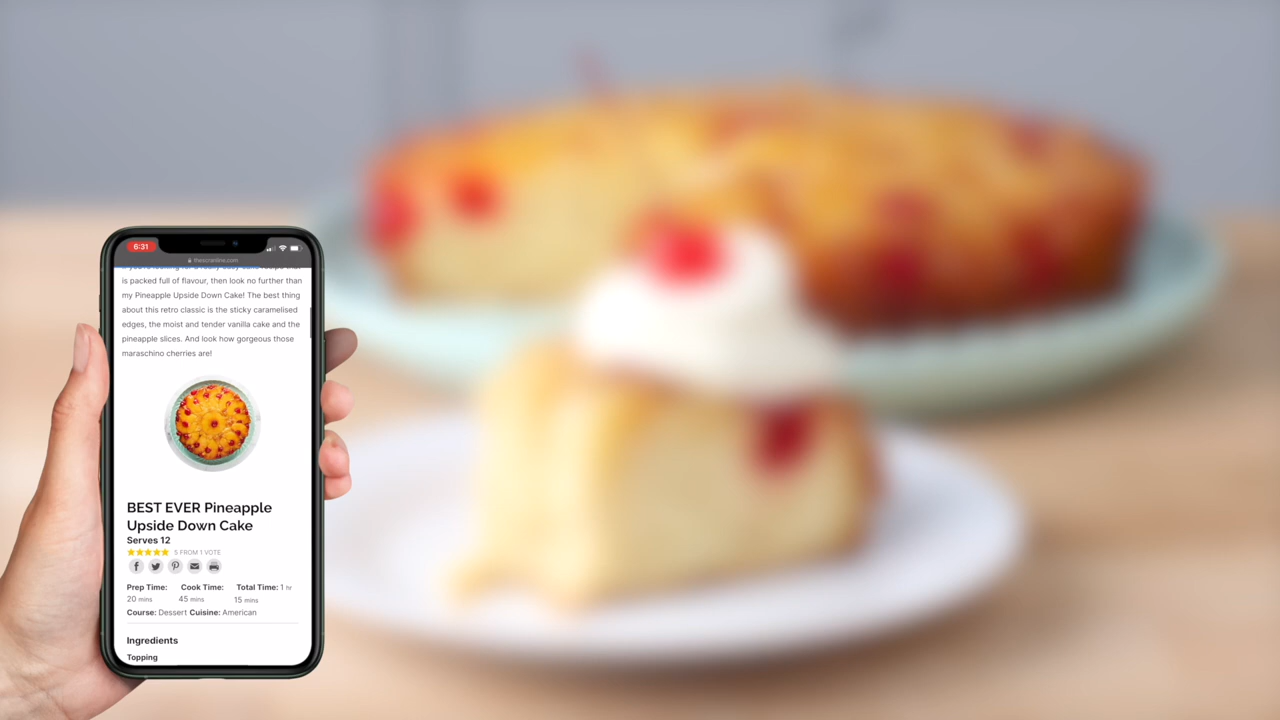 6:31
is packed full of flavour, then look no further than
my Pineapple Upside Down Cake! The best thing
about this retro classic is the sticky caramelised
edges, the moist and tender vanilla cake and the
pineapple slices. And look how gorgeous those
maraschino cherries are!
BEST EVER Pineapple
Upside Down Cake
Serves 12
5 FROM 1 VOTE
Prep Time: Cook Time: Total Time: 1 hr
20 mins 45 mins 15 mins
Course: Dessert Cuisine: American
Ingredients
Topping